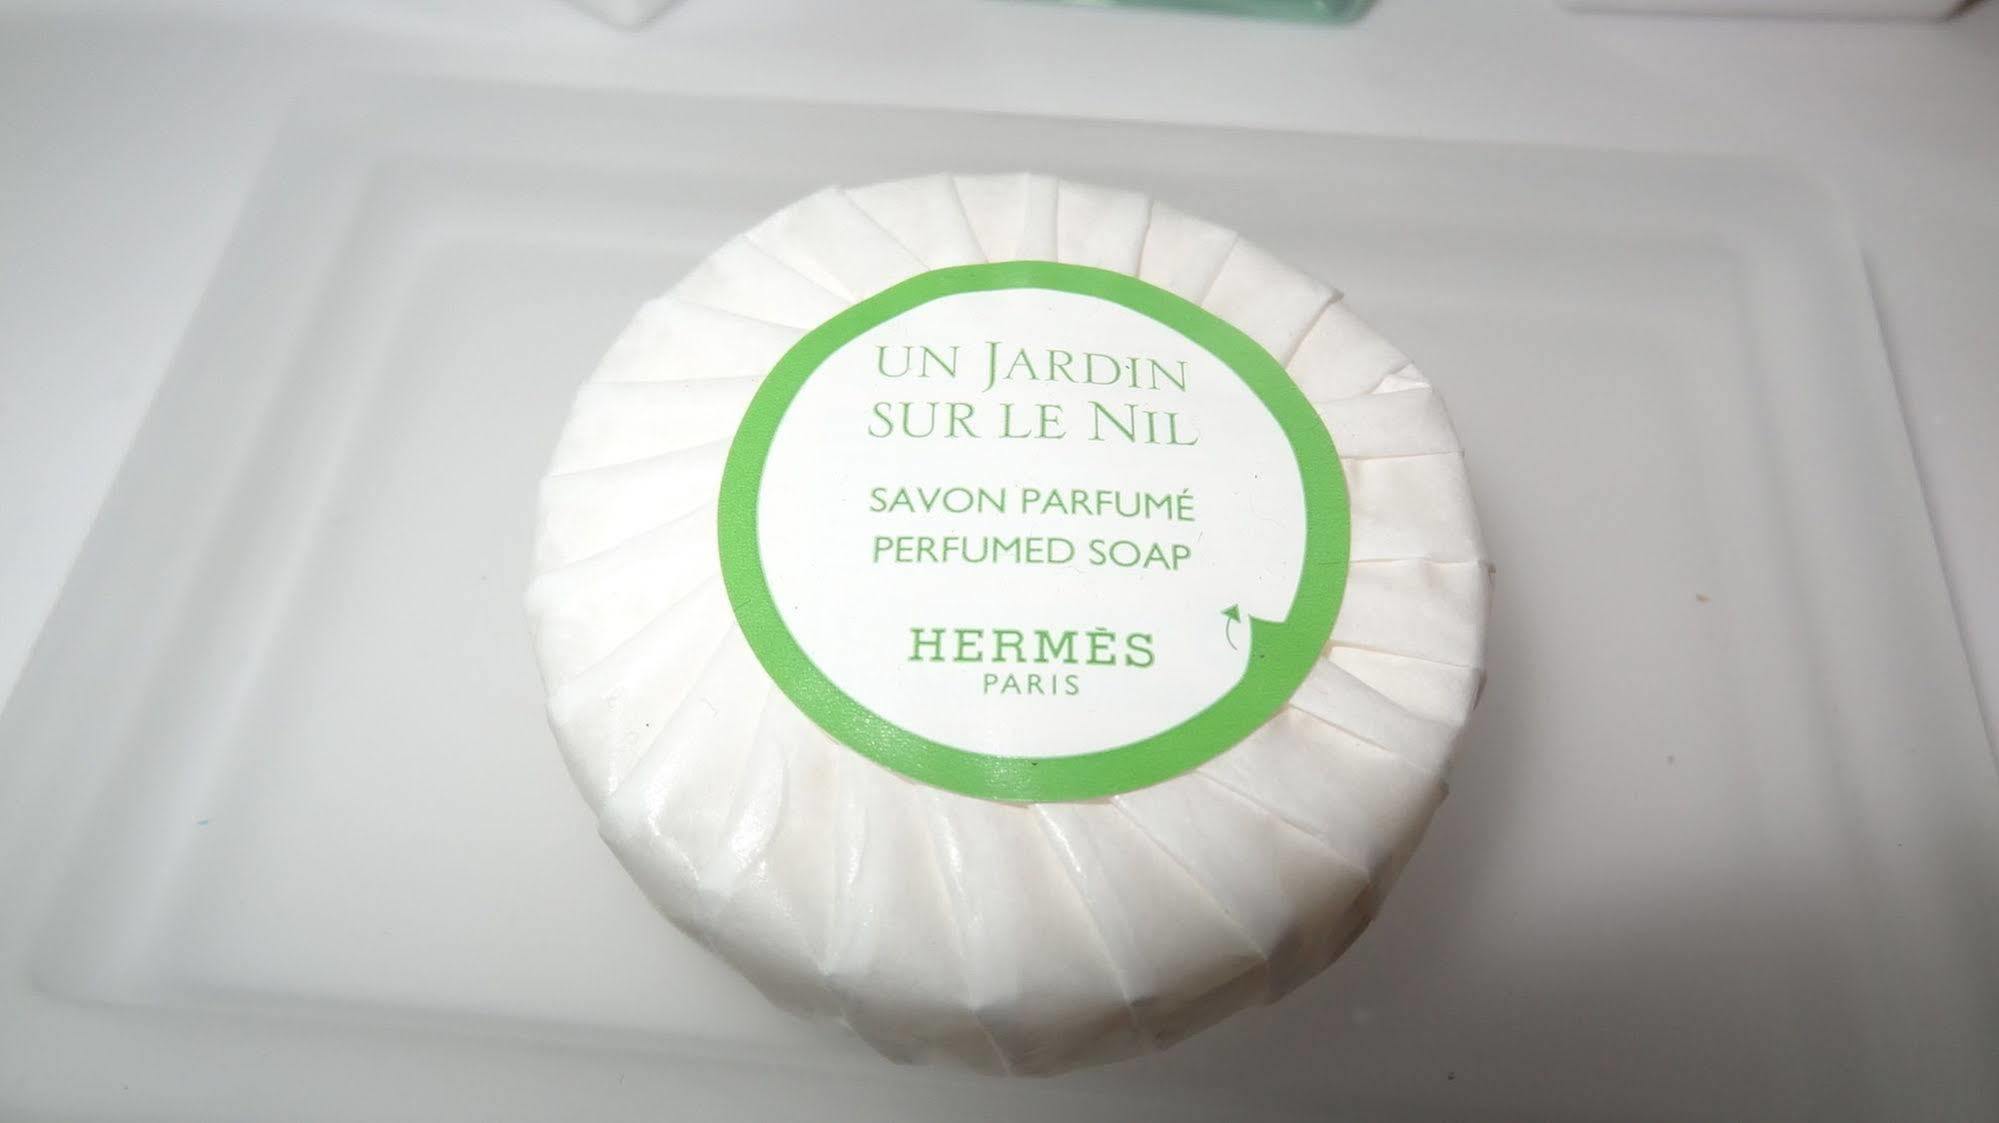 UN JARDIN
SUR LE NIL
SAVON PARFUMÉ
PERFUMED SOAP
HERMÈS
PARIS